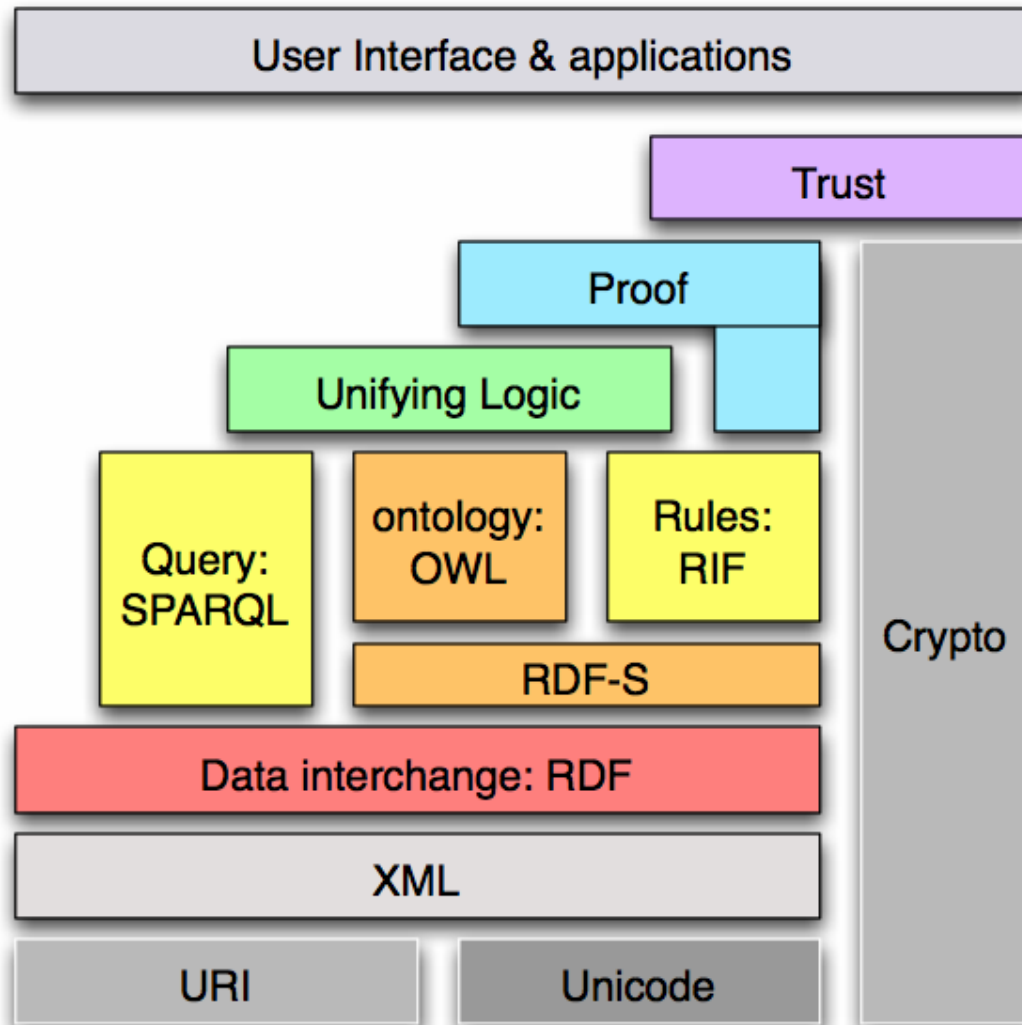 User Interface & applications
Trust
Proof
Unifying Logic
Query:
SPARQL
ontology:
OWL
Rules:
RIF
Crypto
RDF-S
Data interchange: RDF
XML
URI
Unicode